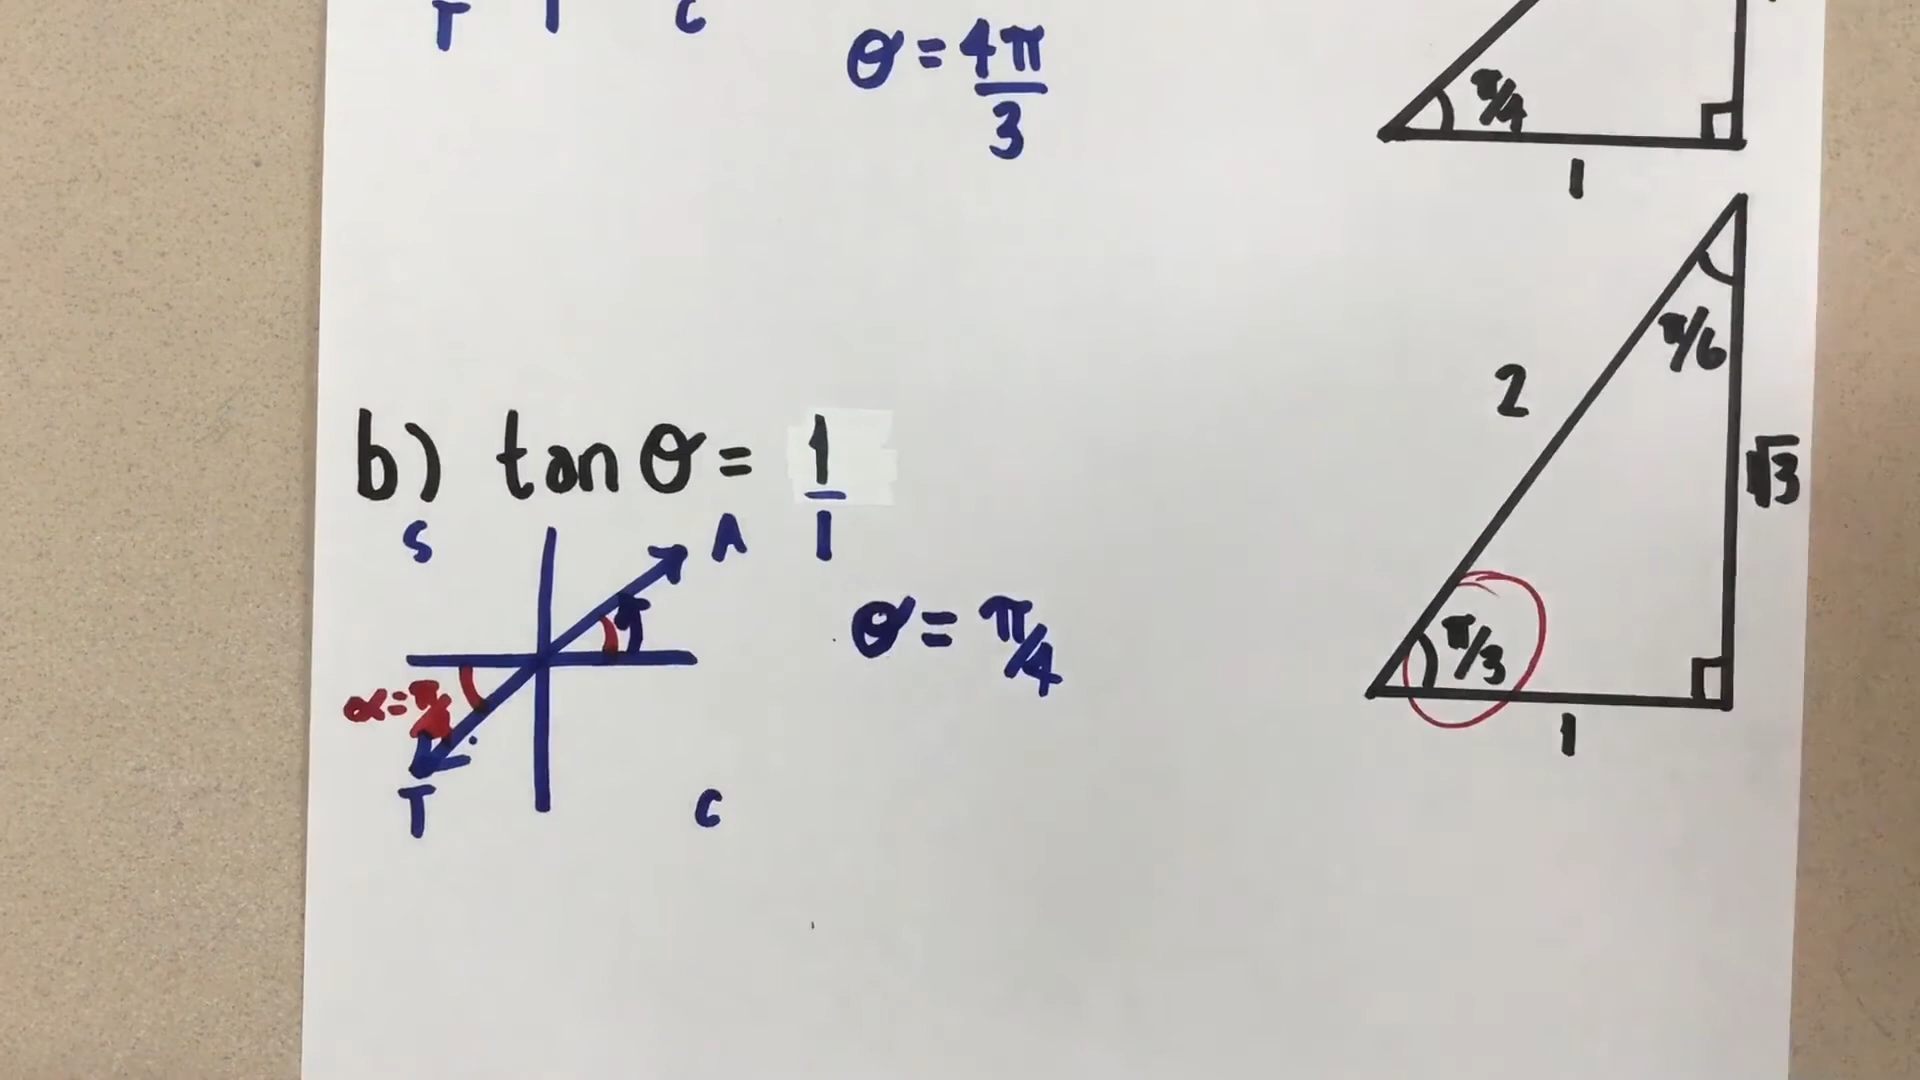 T C
θ = 4π
3
π/4
1
π/6
2
√3
b) tan θ = 1
1
S A
θ = π/4
π/3
α=π/4
1
T C